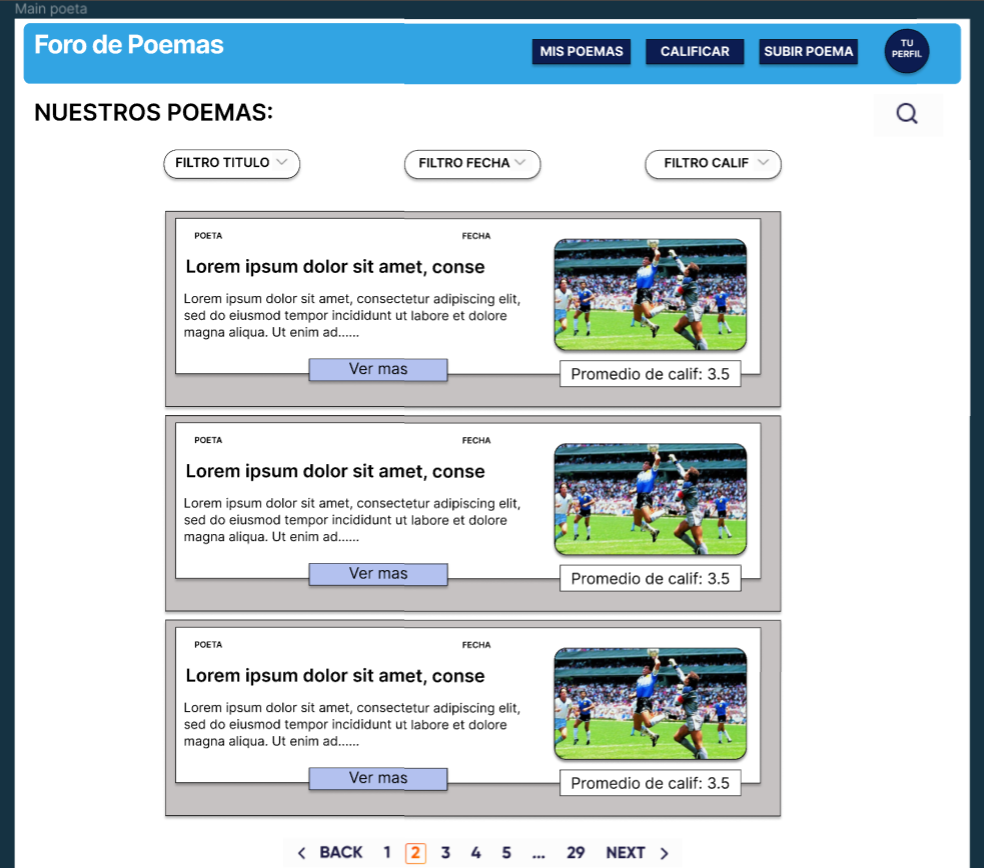 Main poeta
Foro de Poemas
MIS POEMAS
CALIFICAR
SUBIR POEMA
TU
PERFIL
NUESTROS POEMAS:
FILTRO TITULO
FILTRO FECHA
FILTRO CALIF
POETA
FECHA
Lorem ipsum dolor sit amet, conse
Lorem ipsum dolor sit amet, consectetur adipiscing elit,
sed do eiusmod tempor incididunt ut labore et dolore
magna aliqua. Ut enim ad......
Ver mas
Promedio de calif: 3.5
POETA
FECHA
Lorem ipsum dolor sit amet, conse
Lorem ipsum dolor sit amet, consectetur adipiscing elit,
sed do eiusmod tempor incididunt ut labore et dolore
magna aliqua. Ut enim ad......
Ver mas
Promedio de calif: 3.5
POETA
FECHA
Lorem ipsum dolor sit amet, conse
Lorem ipsum dolor sit amet, consectetur adipiscing elit,
sed do eiusmod tempor incididunt ut labore et dolore
magna aliqua. Ut enim ad......
Ver mas
Promedio de calif: 3.5
< BACK 1 2 3 4 5 ... 29 NEXT >